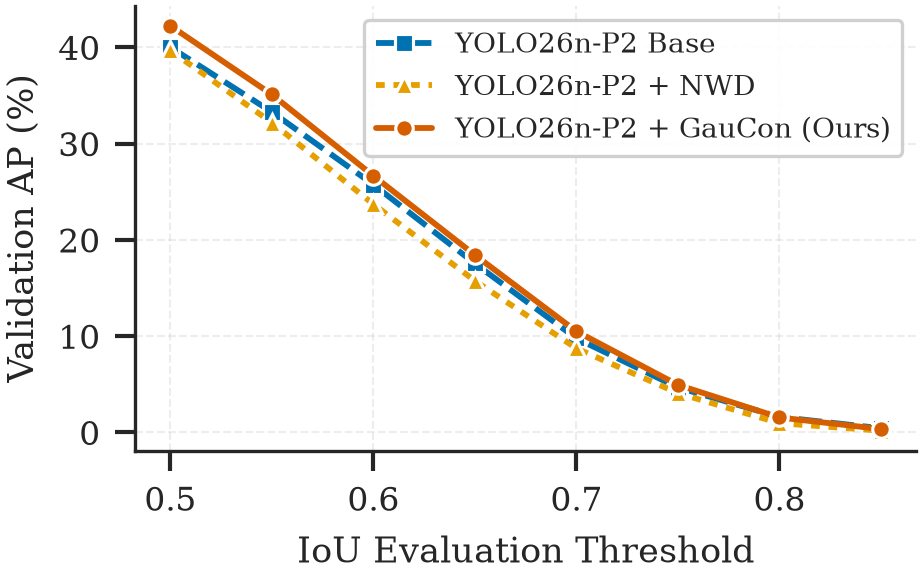 Validation AP (%)
40
30
20
10
0
YOLO26n-P2 Base
YOLO26n-P2 + NWD
YOLO26n-P2 + GauCon (Ours)
0.5 0.6 0.7 0.8
IoU Evaluation Threshold